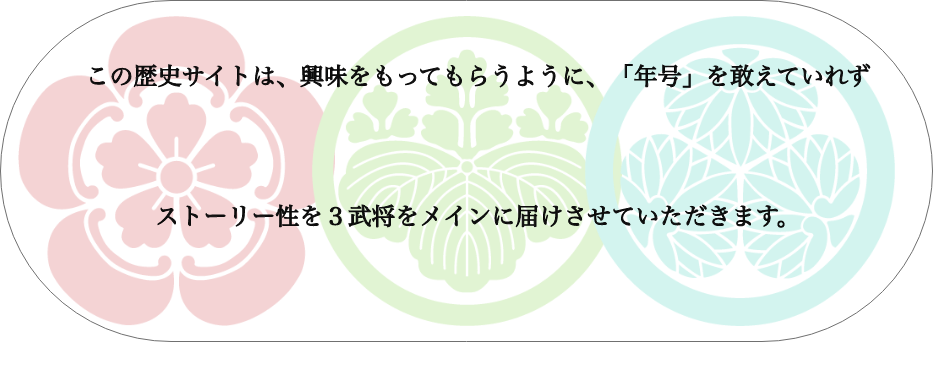 この歴史サイトは、興味をもってもらうように、「年号」を敢えていれず
ストーリー性を３武将をメインに届けさせていただきます。